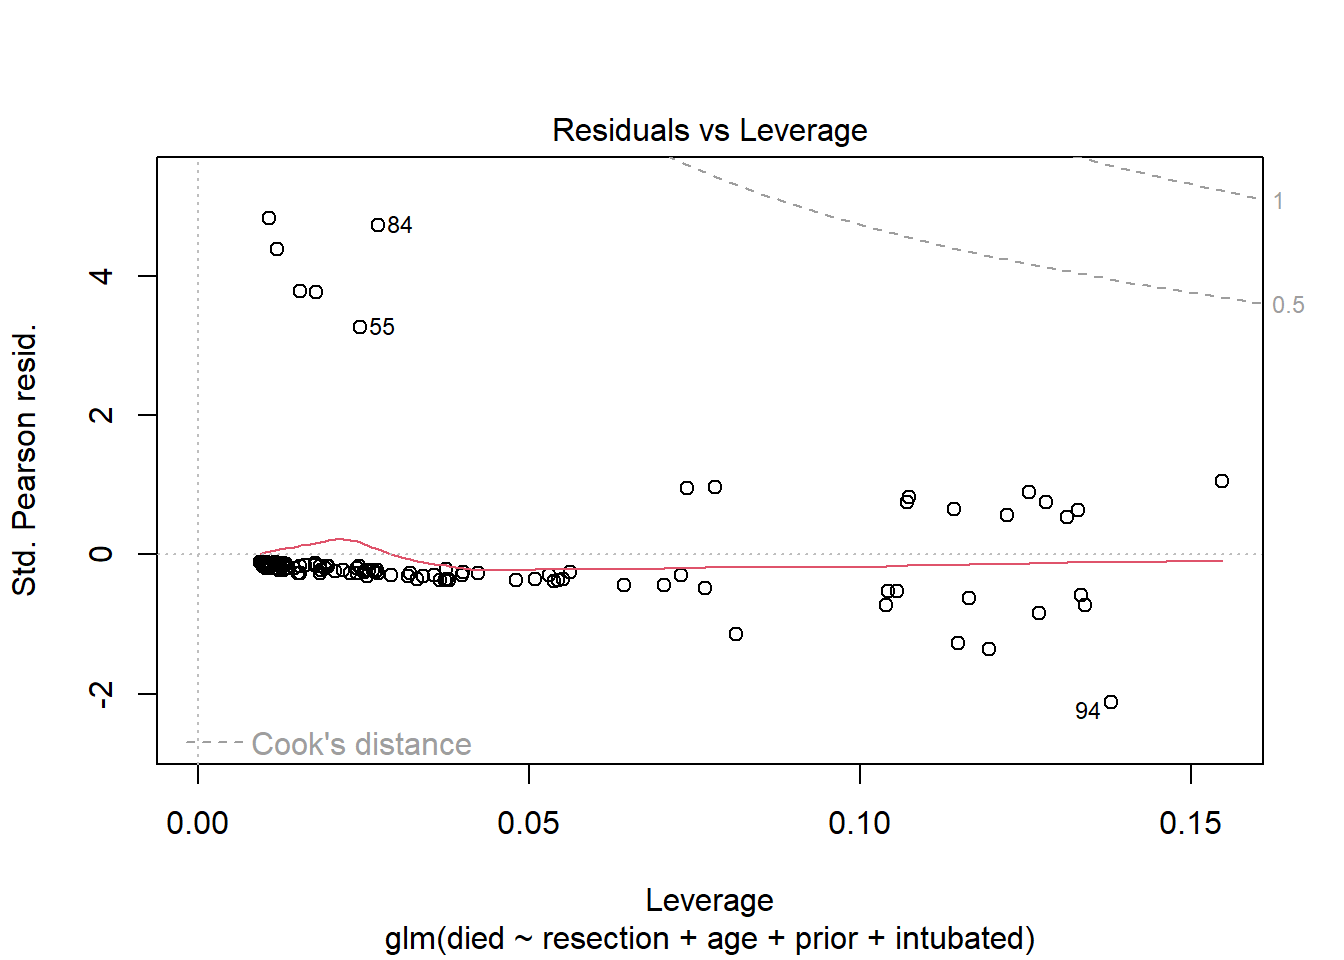 Residuals vs Leverage
Std. Pearson resid.
4
2
0
-2
84
55
94
1
0.5
Cook's distance
0.00 0.05 0.10 0.15
Leverage
glm(died ~ resection + age + prior + intubated)